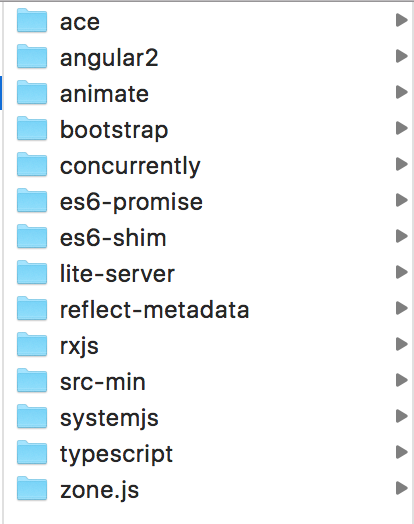 ace
angular2
animate
bootstrap
concurrently
es6-promise
es6-shim
lite-server
reflect-metadata
rxjs
src-min
systemjs
typescript
zone.js